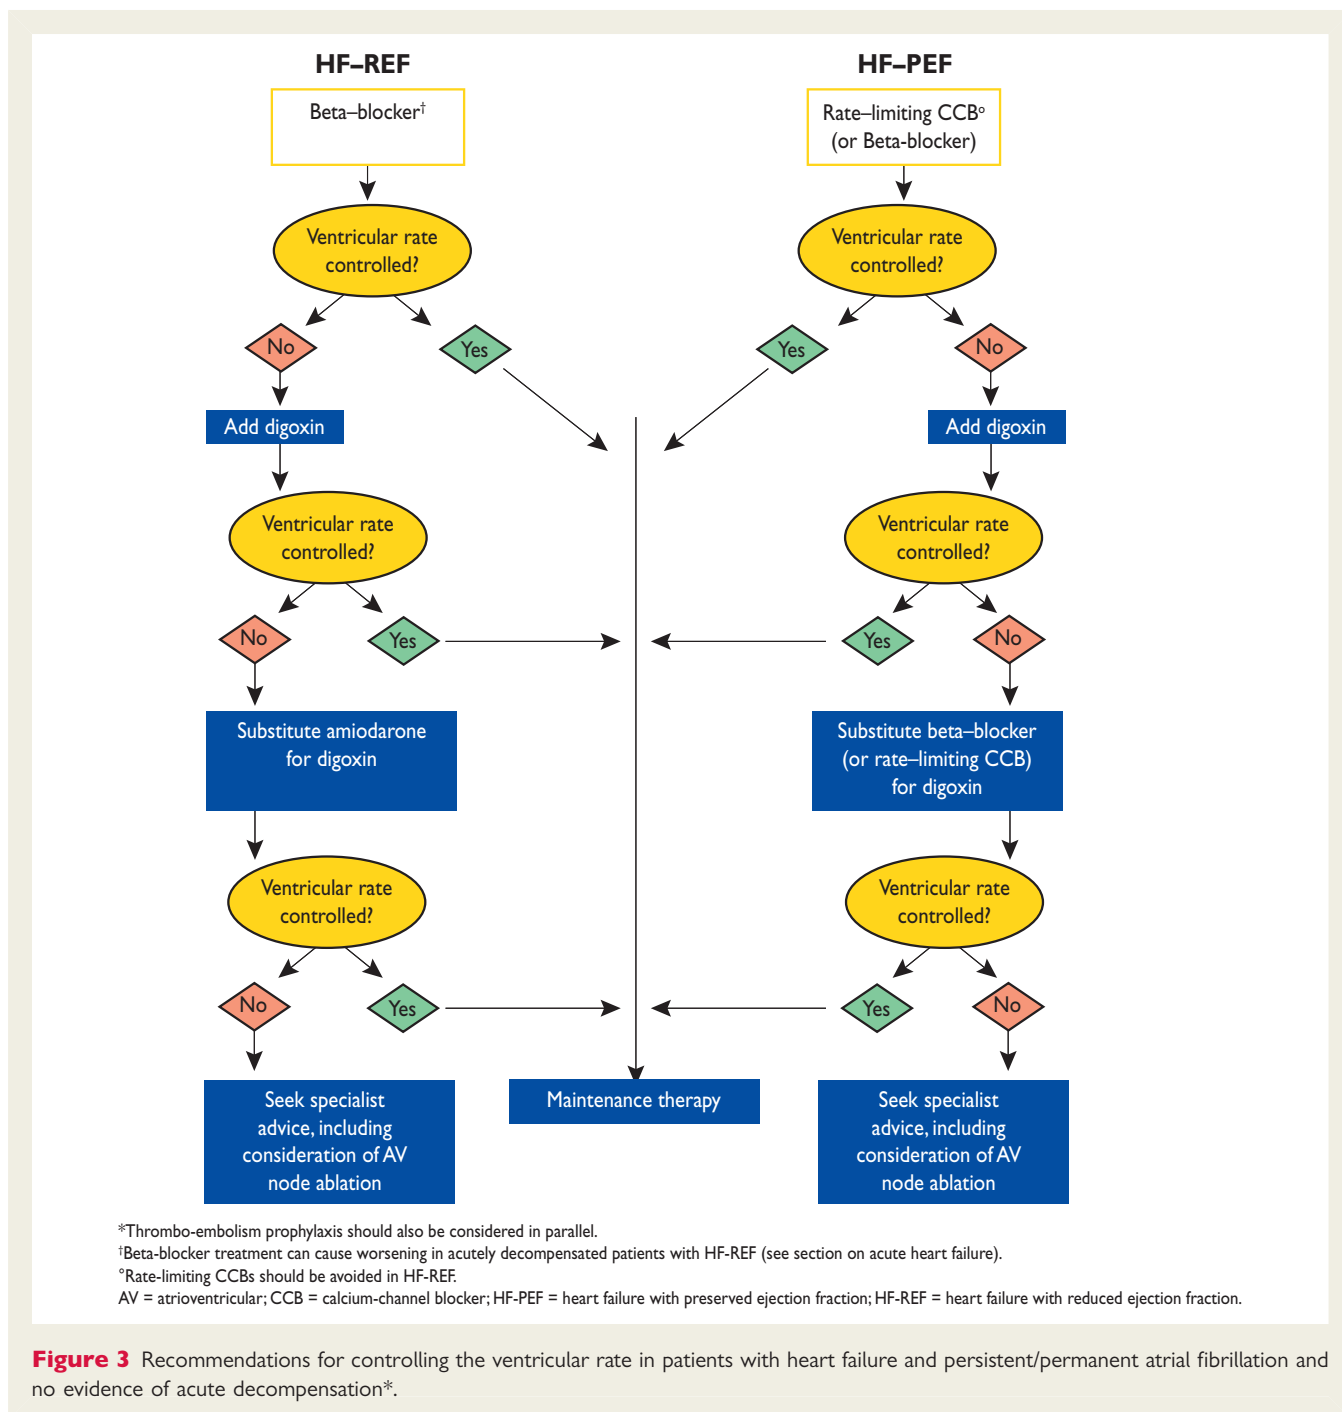 HF–REF
Beta–blocker†
Ventricular rate
controlled?
No
Yes
Add digoxin
Ventricular rate
controlled?
No
Yes
Substitute amiodarone
for digoxin
Ventricular rate
controlled?
No
Yes
Seek specialist
advice, including
consideration of AV
node ablation
HF–PEF
Rate–limiting CCB°
(or Beta-blocker)
Ventricular rate
controlled?
Yes
No
Add digoxin
Ventricular rate
controlled?
Yes
No
Substitute beta–blocker
(or rate–limiting CCB)
for digoxin
Ventricular rate
controlled?
Yes
No
Seek specialist
advice, including
consideration of AV
node ablation
Maintenance therapy
*Thrombo-embolism prophylaxis should also be considered in parallel.
†Beta-blocker treatment can cause worsening in acutely decompensated patients with HF-REF (see section on acute heart failure).
°Rate-limiting CCBs should be avoided in HF-REF.
AV = atrioventricular; CCB = calcium-channel blocker; HF-PEF = heart failure with preserved ejection fraction; HF-REF = heart failure with reduced ejection fraction.
Figure 3 Recommendations for controlling the ventricular rate in patients with heart failure and persistent/permanent atrial fibrillation and
no evidence of acute decompensation*.